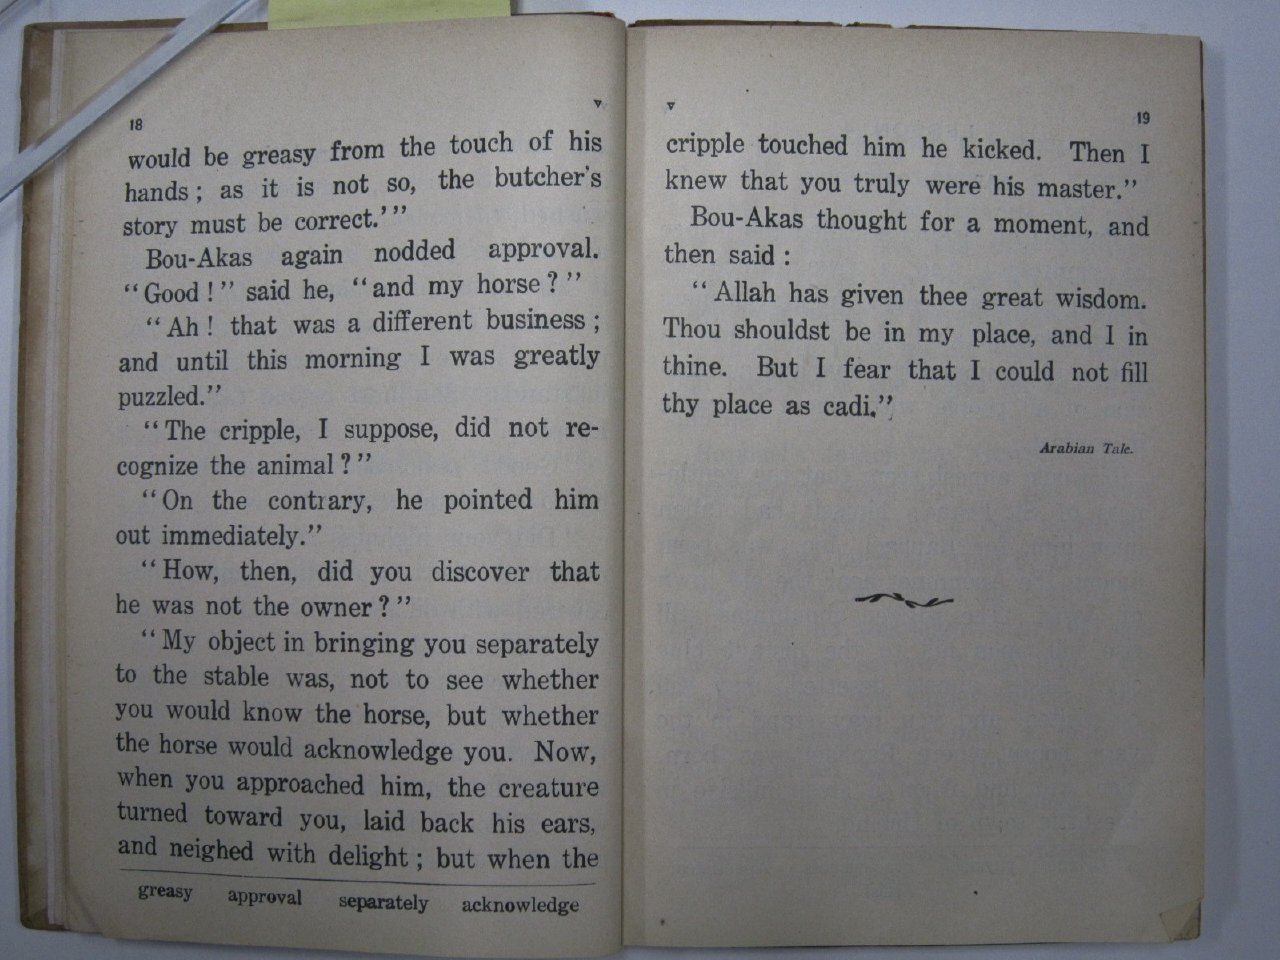 18
would be greasy from the touch of his
hands ; as it is not so, the butcher's
story must be correct.' "
Bou-Akas again nodded approval.
"Good !" said he, "and my horse ? "
"Ah ! that was a different business ;
and until this morning I was greatly
puzzled."
"The cripple, I suppose, did not re-
cognize the animal ? "
"On the contrary, he pointed him
out immediately."
"How, then, did you discover that
he was not the owner ? "
"My object in bringing you separately
to the stable was, not to see whether
you would know the horse, but whether
the horse would acknowledge you. Now,
when you approached him, the creature
turned toward you, laid back his ears,
and neighed with delight ; but when the
greasy approval separately acknowledge
19
cripple touched him he kicked. Then I
knew that you truly were his master."
Bou-Akas thought for a moment, and
then said :
"Allah has given thee great wisdom.
Thou shouldst be in my place, and I in
thine. But I fear that I could not fill
thy place as cadi."
Arabian Tale.